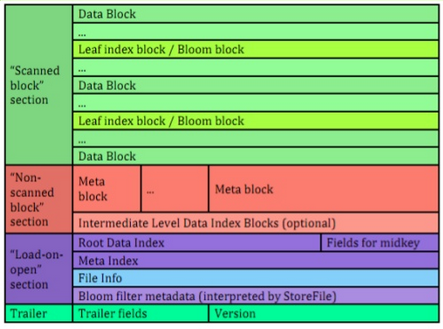 "Scanned
block"
section
Data Block
...
Leaf index block / Bloom block
...
Data Block
...
Leaf index block / Bloom block
...
Data Block
"Non-
scanned
block"
section
Meta
block
...
Meta block
Intermediate Level Data Index Blocks (optional)
"Load-on-
open"
section
Root Data Index
Fields for midkey
Meta Index
File Info
Bloom filter metadata (interpreted by StoreFile)
Trailer
Trailer fields
Version